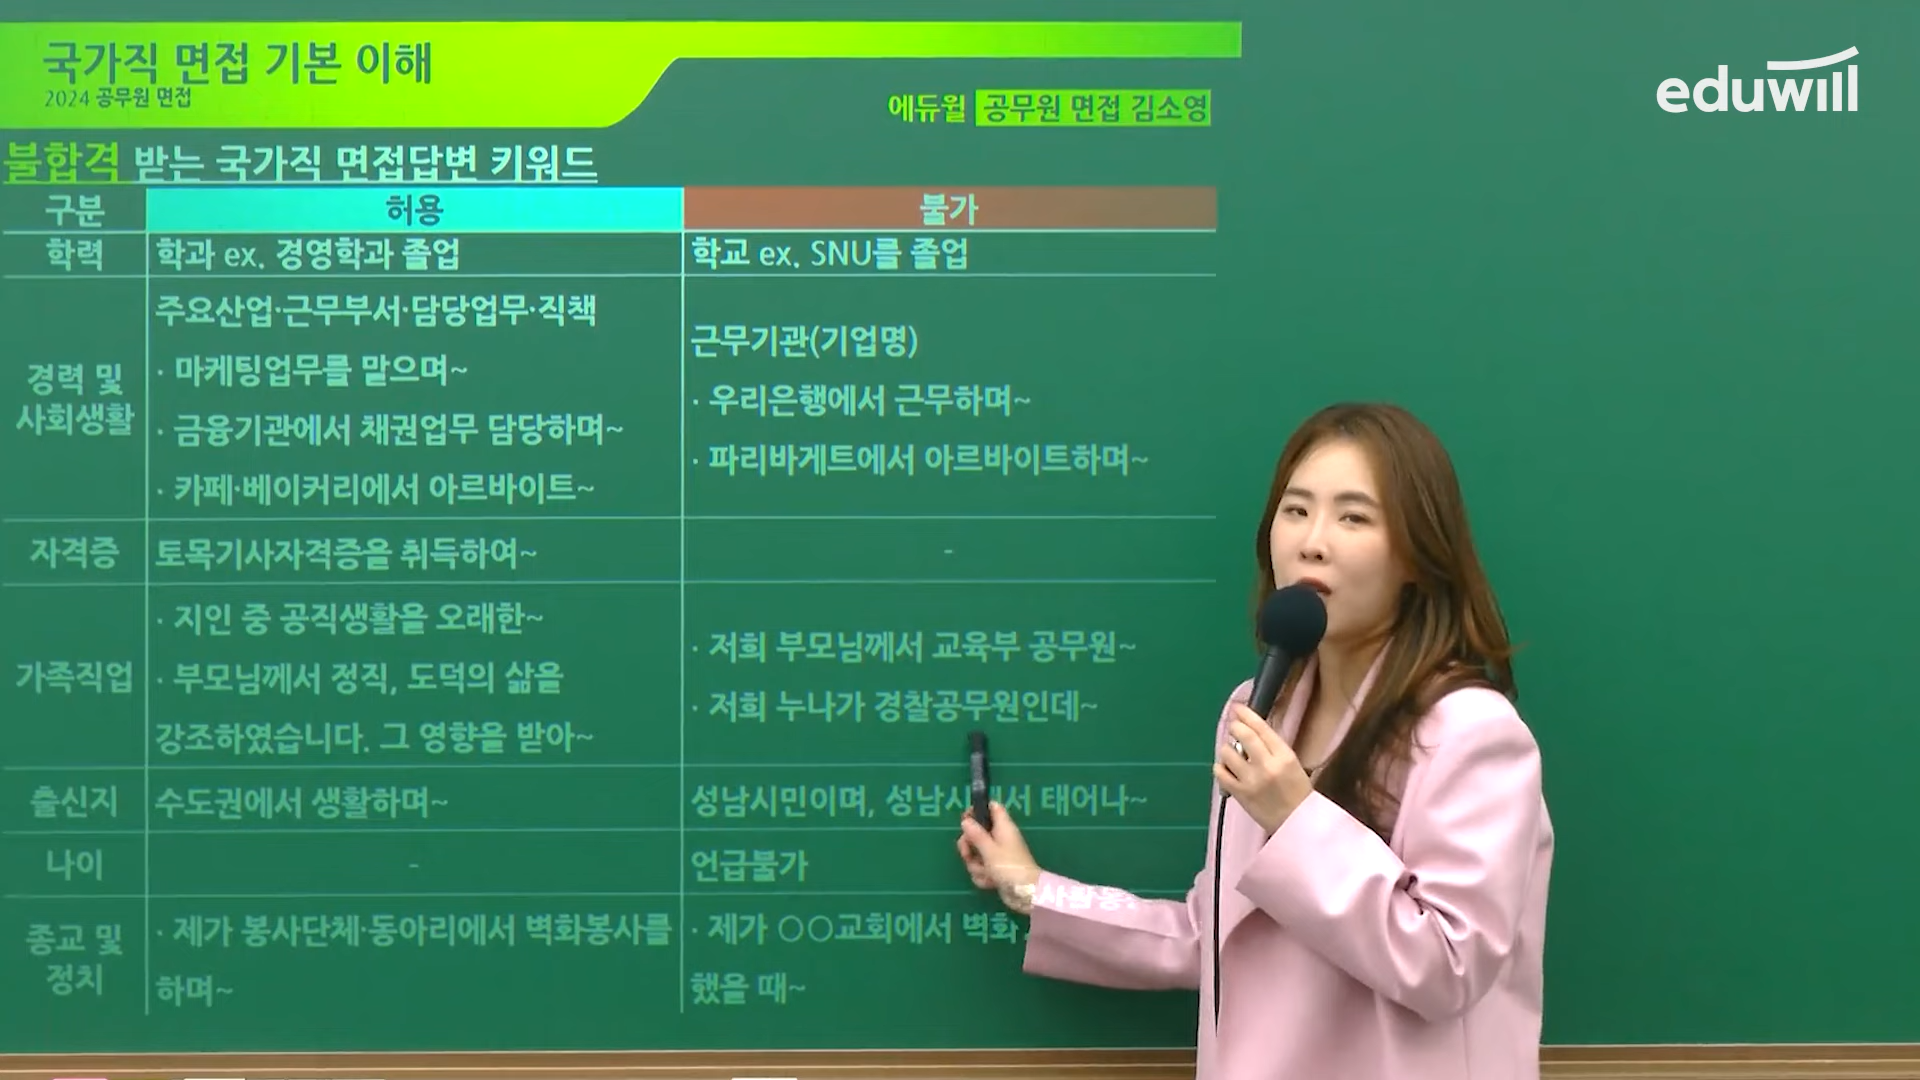 국가직 면접 기본 이해
2024 공무원 면접
eduwill
에듀윌 공무원 면접 김소영
불합격 받는 국가직 면접답변 키워드
구분 허용 불가
학력 학과 ex. 경영학과 졸업 학교 ex. SNU를 졸업
경력 및
사회생활
주요산업·근무부서·담당업무·직책
· 마케팅업무를 맡으며~
· 금융기관에서 채권업무 담당하며~
· 카페·베이커리에서 아르바이트~
근무기관(기업명)
· 우리은행에서 근무하며~
· 파리바게트에서 아르바이트하며~
자격증 토목기사자격증을 취득하여~ -
가족직업
· 지인 중 공직생활을 오래한~
· 부모님께서 정직, 도덕의 삶을
강조하였습니다. 그 영향을 받아~
· 저희 부모님께서 교육부 공무원~
· 저희 누나가 경찰공무원인데~
출신지 수도권에서 생활하며~ 성남시민이며, 태어나~
나이 - 언급불가
종교 및
정치
· 제가 봉사단체·동아리에서 벽화봉사를
하며~
· 제가 ○○교회에서 벽화
했을 때~